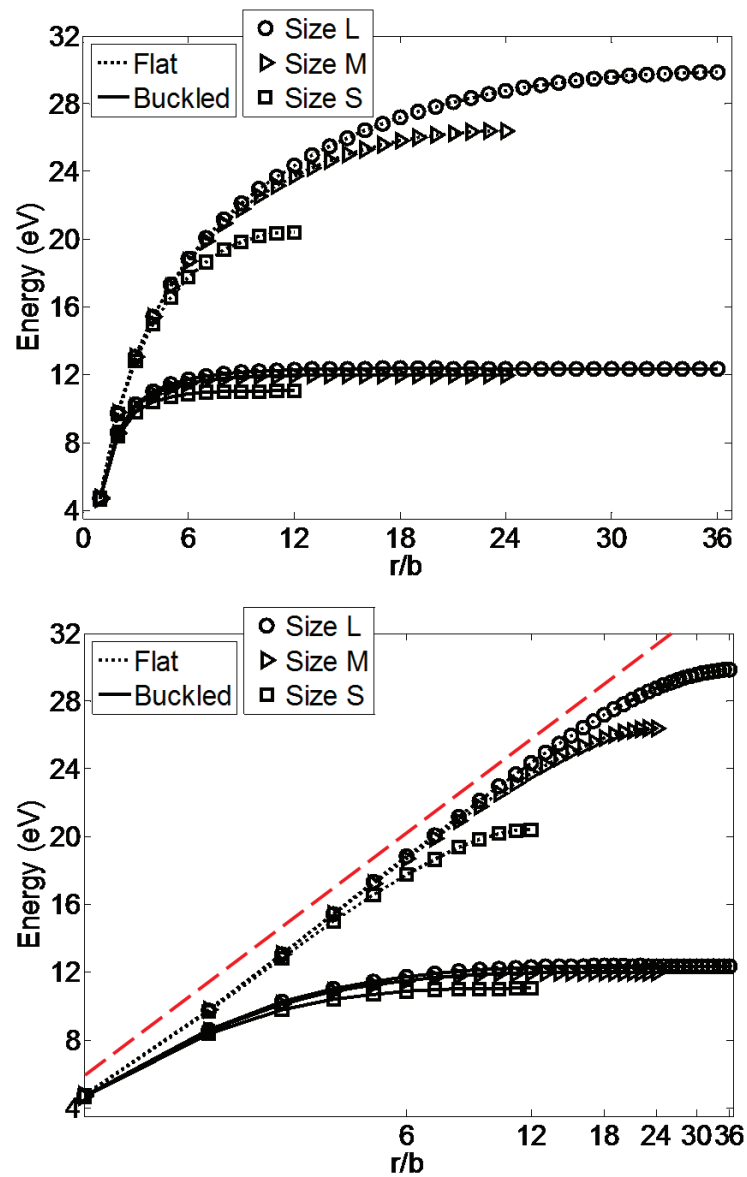 32
28
24
20
16
12
8
4
Energy (eV)
Flat
Buckled
Size L
Size M
Size S
0 6 12 18 24 30 36
r/b
32
28
24
20
16
12
8
4
Energy (eV)
Flat
Buckled
Size L
Size M
Size S
6 12 18 24 30 36
r/b